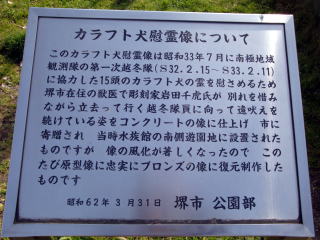 カラフト犬慰霊像について
このカラフト犬慰霊像は昭和33年7月に南極地域
観測隊の第一次越冬隊(S32.2.15~S33.2.11)
に協力した15頭のカラフト犬の霊を慰さめるため
堺市在住の獣医で彫刻家岩田千虎氏が 別れを惜み
ながら立去って行く越冬隊員に向って遠吠えを
続けている姿をコンクリートの像に仕上げ 市に
寄贈され 当時水族館の南側遊園地に設置された
ものですが 像の風化が著しくなったので この
たび原型像に忠実にブロンズの像に復元制作した
ものです
昭和62年3月31日 堺市 公園部